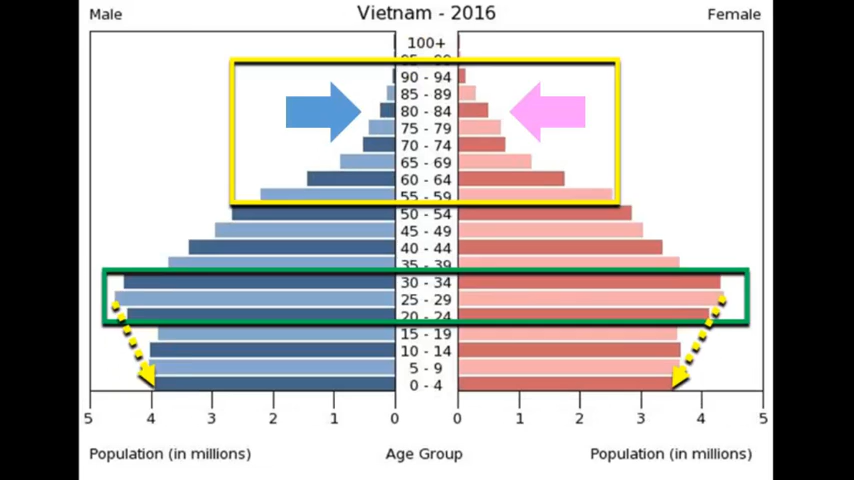 Vietnam - 2016
Male
Female
100+
95 - 99
90 - 94
85 - 89
80 - 84
75 - 79
70 - 74
65 - 69
60 - 64
55 - 59
50 - 54
45 - 49
40 - 44
35 - 39
30 - 34
25 - 29
20 - 24
15 - 19
10 - 14
5 - 9
0 - 4
5 4 3 2 1 0 0 1 2 3 4 5
Population (in millions) Age Group Population (in millions)